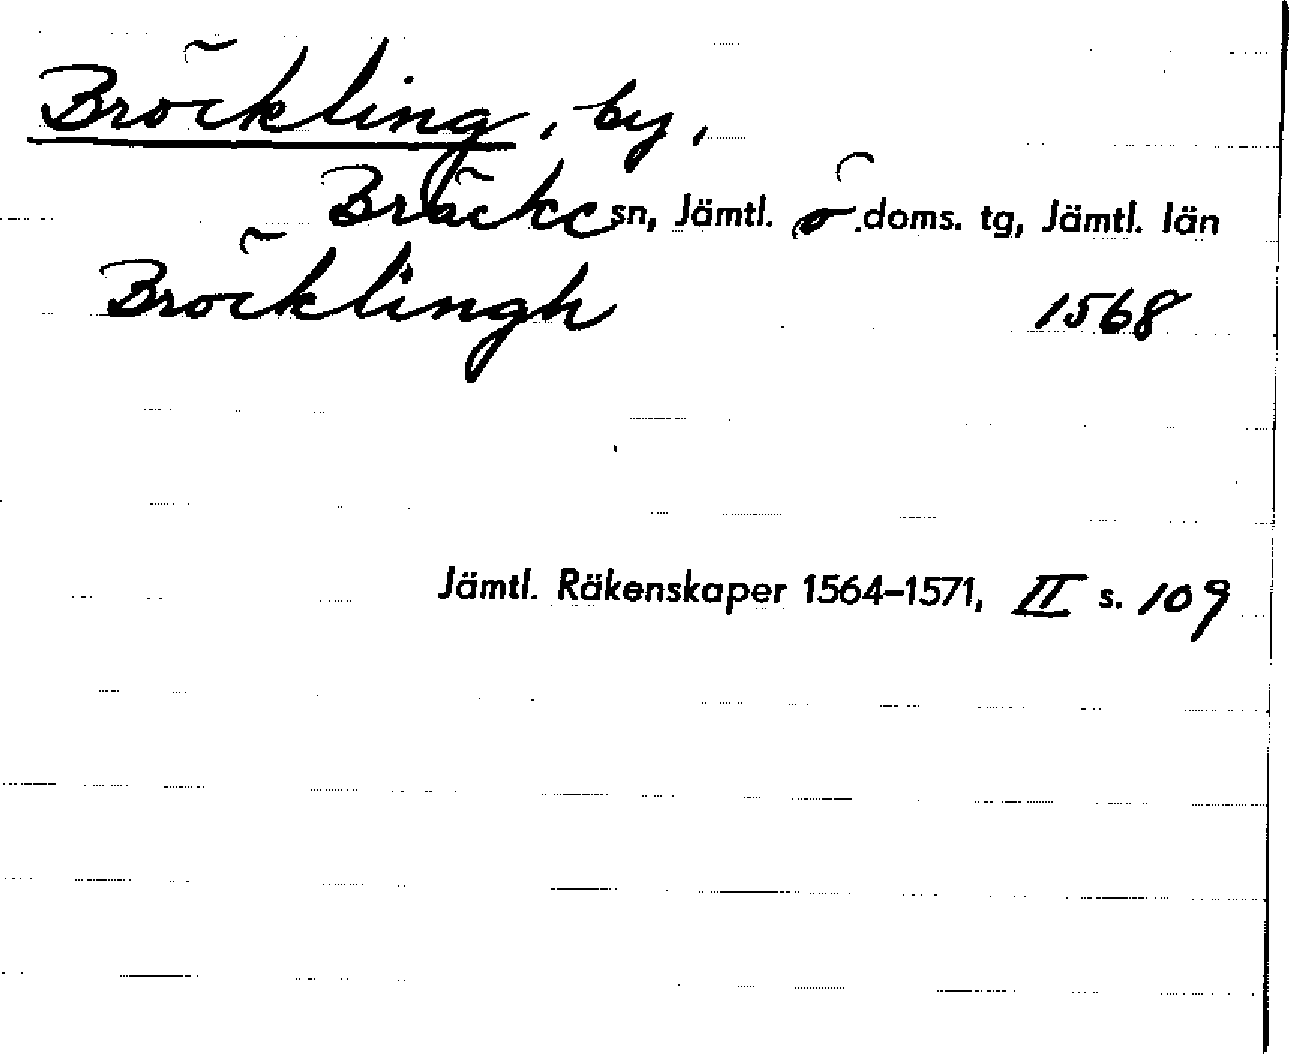 Bröckling, by,
Bräcke sn, Jämtl. ö. doms. tg, Jämtl. län
Bröcklingh 1568
Jämtl. Räkenskaper 1564–1571, II s. 109